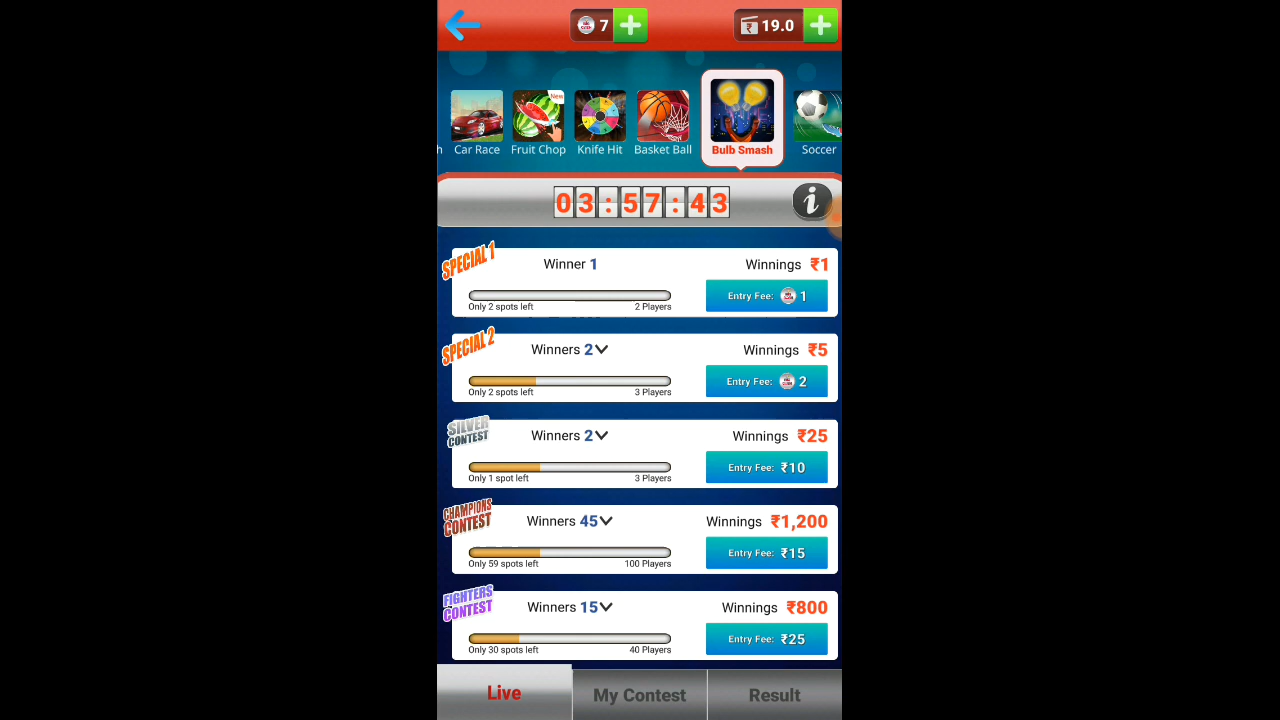 7
₹ 19.0
h
Car Race
New
Fruit Chop
Knife Hit
Basket Ball
Bulb Smash
Soccer
03:57:43
i
SPECIAL 1
Winner 1
Winnings ₹1
Only 2 spots left
2 Players
Entry Fee: 1
SPECIAL 2
Winners 2
Winnings ₹5
Only 2 spots left
3 Players
Entry Fee: 2
SILVER CONTEST
Winners 2
Winnings ₹25
Only 1 spot left
3 Players
Entry Fee: ₹10
CHAMPIONS CONTEST
Winners 45
Winnings ₹1,200
Only 59 spots left
100 Players
Entry Fee: ₹15
FIGHTERS CONTEST
Winners 15
Winnings ₹800
Only 30 spots left
40 Players
Entry Fee: ₹25
Live
My Contest
Result